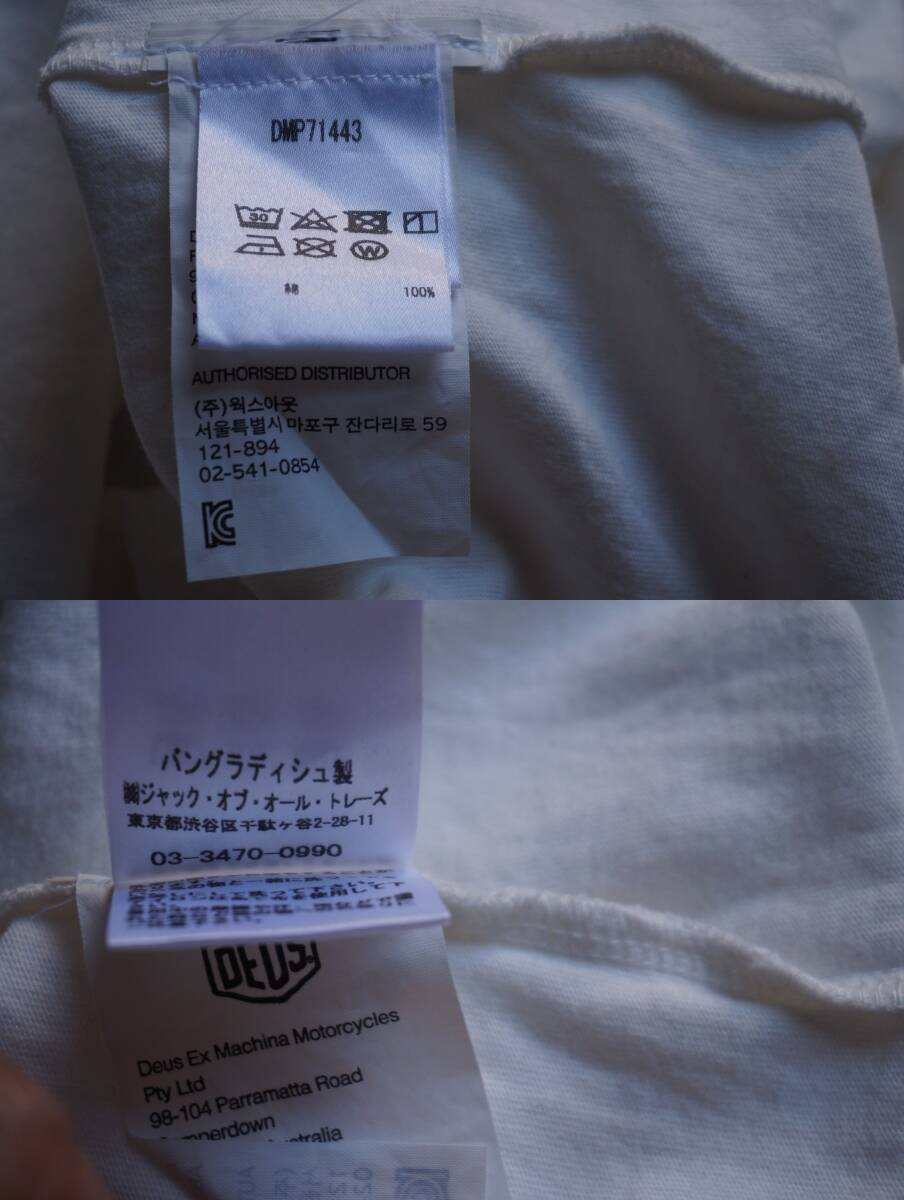 DMP71443
30
W
綿 100%
AUTHORISED DISTRIBUTOR
(주)웍스아웃
서울특별시 마포구 잔다리로 59
121-894
02-541-0854
KC
バングラディシュ製
㈱ジャック・オブ・オール・トレーズ
東京都渋谷区千駄ヶ谷2-28-11
03-3470-0990
DEUS.
Deus Ex Machina Motorcycles
Pty Ltd
98-104 Parramatta Road